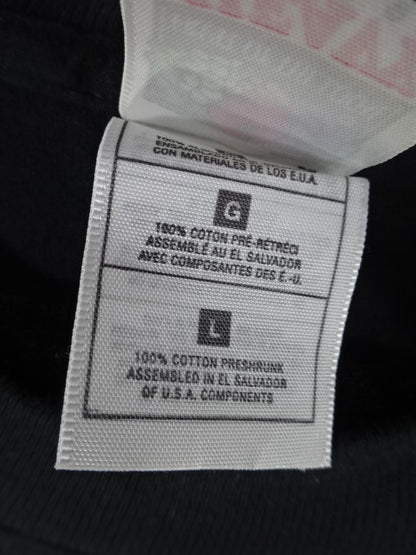 CON MATERIALES DE LOS E.U.A.
G
100% COTON PRÉ-RÉTRÉCI
ASSEMBLÉ AU EL SALVADOR
AVEC COMPOSANTES DES É.-U.
L
100% COTTON PRESHRUNK
ASSEMBLED IN EL SALVADOR
OF U.S.A. COMPONENTS